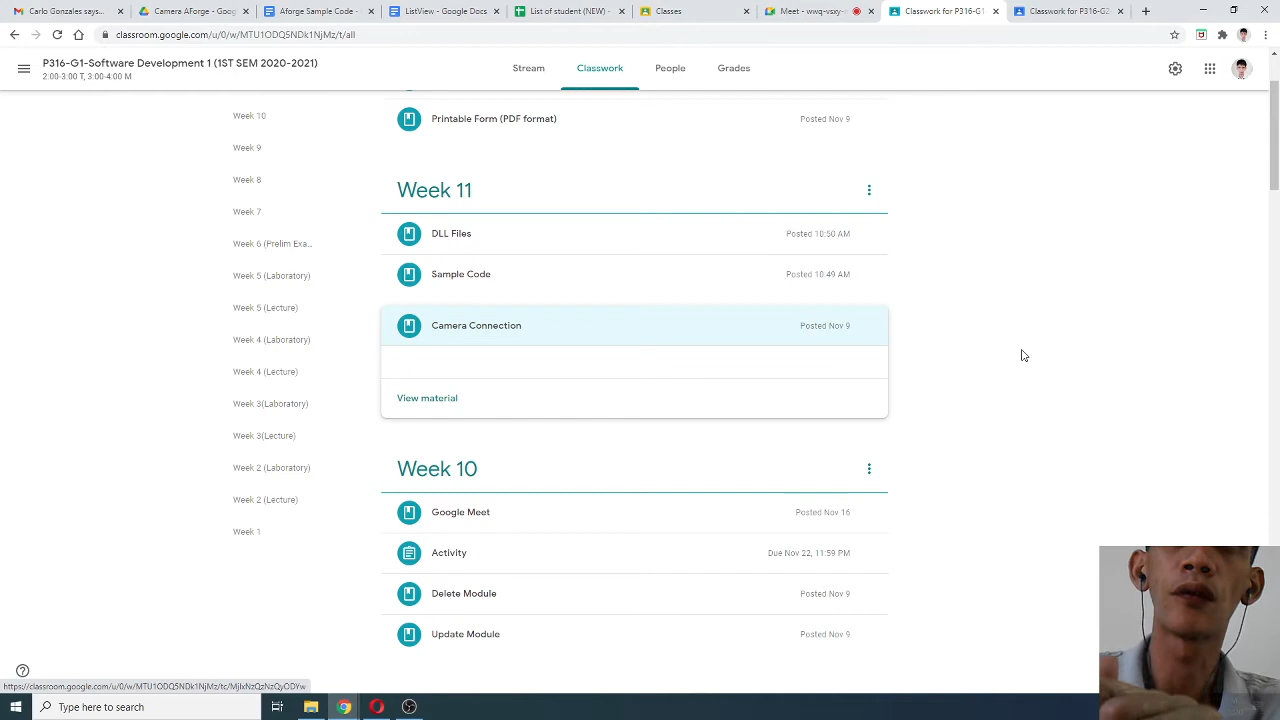 Carlo Gonzales sa
Camera AForge - Goog
Aforge Sample Code -
ListView - Google Docs
List of student (NEW) -
Classes
Meet - wwq-rsxy-
Classwork for P316-G1
Classwork for P316-G2
classroom.google.com/u/0/w/MTU1ODQ5NDk1NjMz/t/all
P316-G1-Software Development 1 (1ST SEM 2020-2021)
2:00-3:00 T, 3:00-4:00 M
Stream
Classwork
People
Grades
Week 10
Week 9
Week 8
Week 7
Week 6 (Prelim Exa...
Week 5 (Laboratory)
Week 5 (Lecture)
Week 4 (Laboratory)
Week 4 (Lecture)
Week 3(Laboratory)
Week 3(Lecture)
Week 2 (Laboratory)
Week 2 (Lecture)
Week 1
Printable Form (PDF format)
Posted Nov 9
Week 11
DLL Files
Posted 10:50 AM
Sample Code
Posted 10:49 AM
Camera Connection
Posted Nov 9
View material
Week 10
Google Meet
Posted Nov 16
Activity
Due Nov 22, 11:59 PM
Delete Module
Posted Nov 9
Update Module
Posted Nov 9
Type here to search